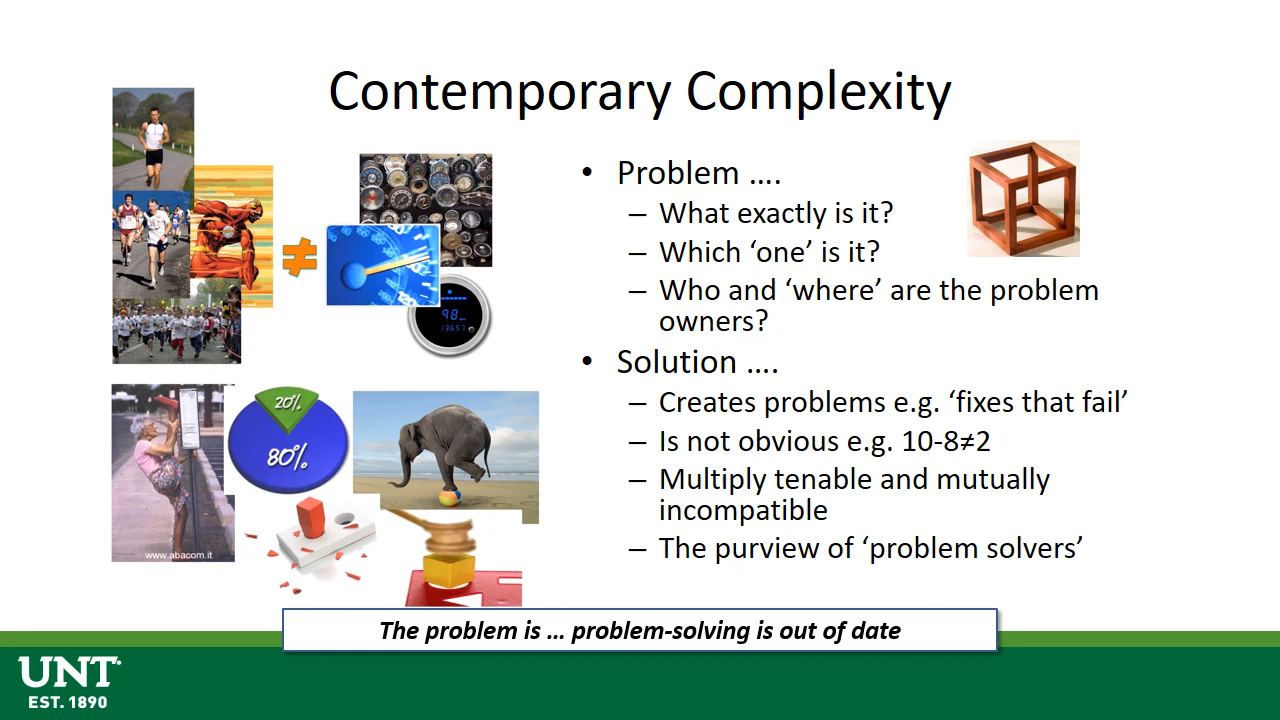 Contemporary Complexity
• Problem ….
– What exactly is it?
– Which ‘one’ is it?
– Who and ‘where’ are the problem
owners?
• Solution ….
– Creates problems e.g. ‘fixes that fail’
– Is not obvious e.g. 10-8≠2
– Multiply tenable and mutually
incompatible
– The purview of ‘problem solvers’
≠
98
13657
20%
80%
www.abacom.it
The problem is … problem-solving is out of date
UNT
EST. 1890